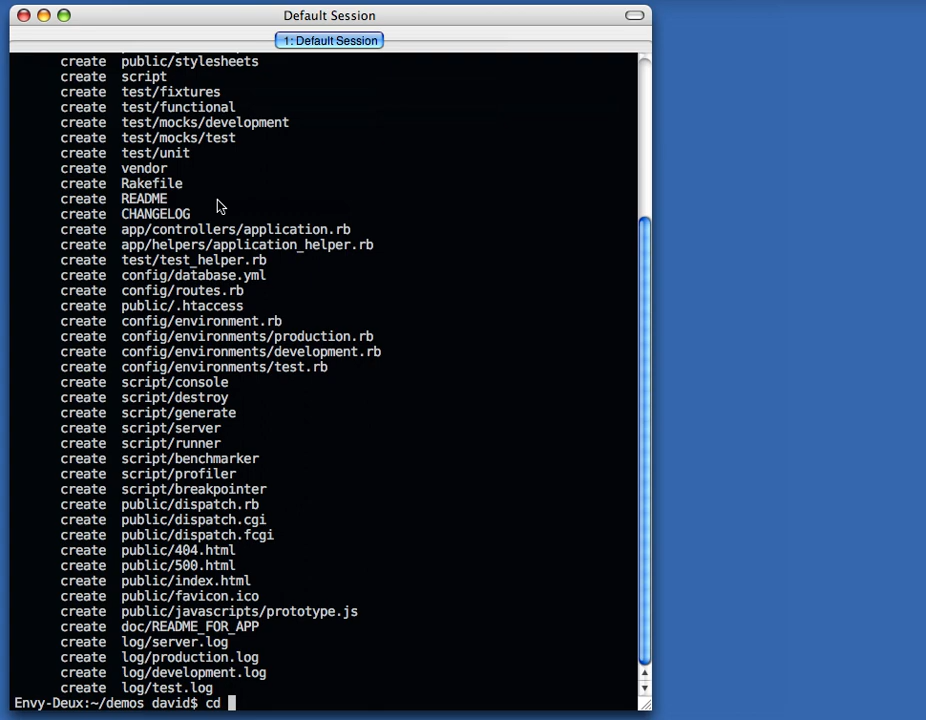 Default Session
1: Default Session
create public/stylesheets
create script
create test/fixtures
create test/functional
create test/mocks/development
create test/mocks/test
create test/unit
create vendor
create Rakefile
create README
create CHANGELOG
create app/controllers/application.rb
create app/helpers/application_helper.rb
create test/test_helper.rb
create config/database.yml
create config/routes.rb
create public/.htaccess
create config/environment.rb
create config/environments/production.rb
create config/environments/development.rb
create config/environments/test.rb
create script/console
create script/destroy
create script/generate
create script/server
create script/runner
create script/benchmarker
create script/profiler
create script/breakpointer
create public/dispatch.rb
create public/dispatch.cgi
create public/dispatch.fcgi
create public/404.html
create public/500.html
create public/index.html
create public/favicon.ico
create public/javascripts/prototype.js
create doc/README_FOR_APP
create log/server.log
create log/production.log
create log/development.log
create log/test.log
Envy-Deux:~/demos david$ cd